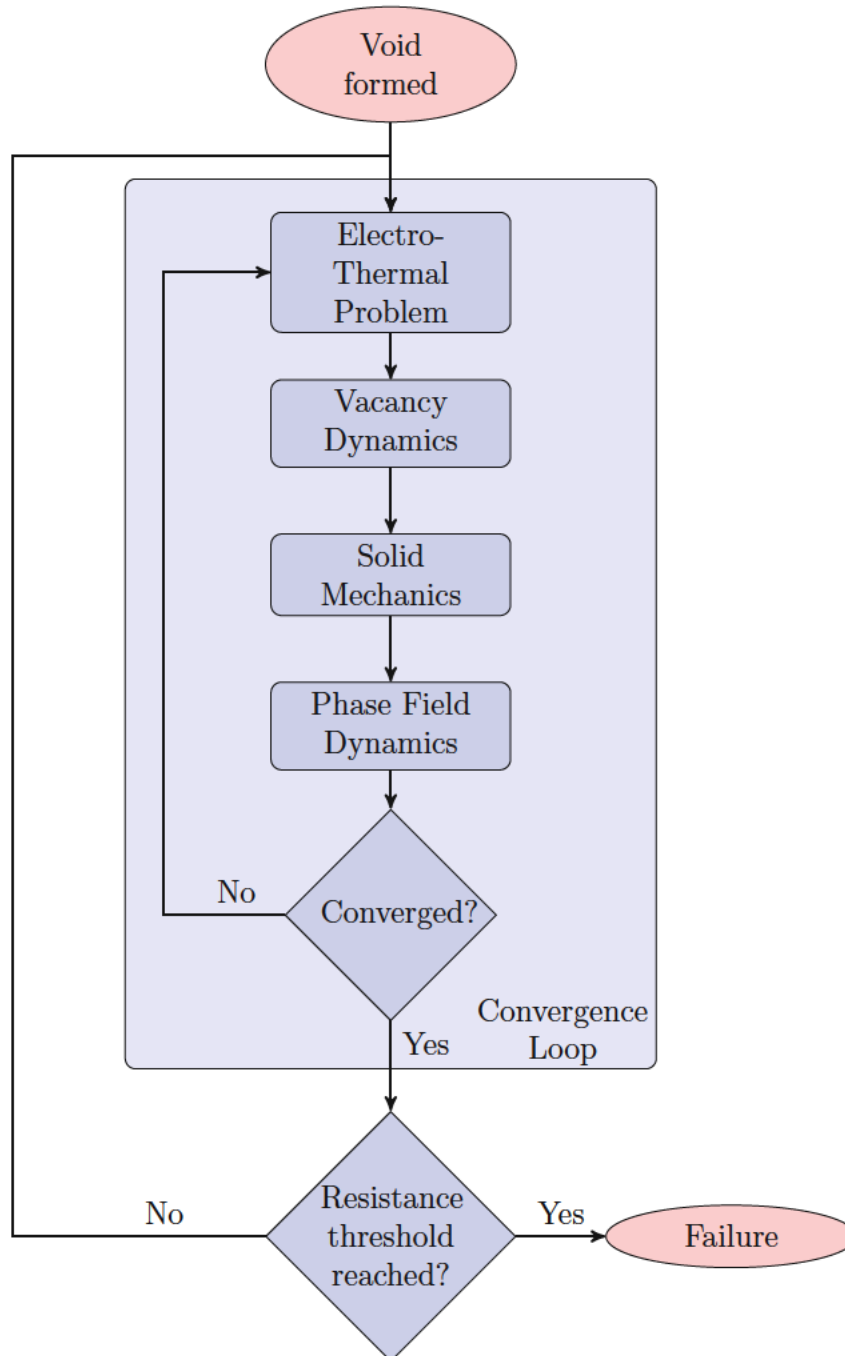 Void
formed
Electro-
Thermal
Problem
Vacancy
Dynamics
Solid
Mechanics
Phase Field
Dynamics
No
Converged?
Convergence
Loop
Yes
Resistance
threshold
reached?
No
Yes
Failure